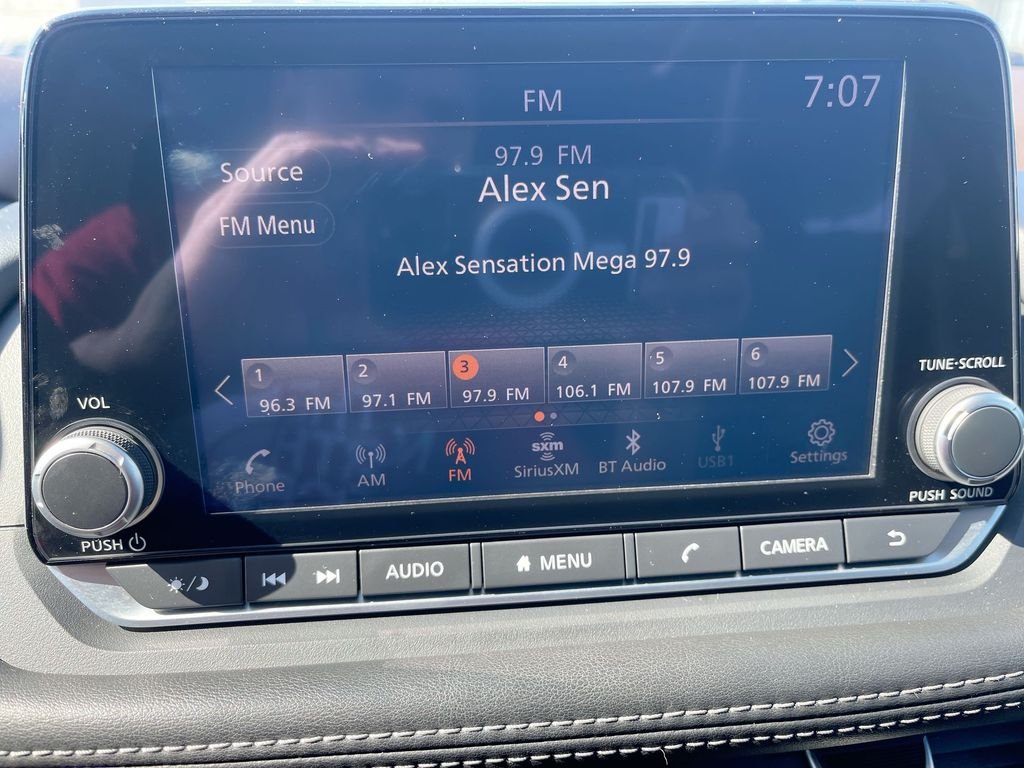 FM
7:07
97.9 FM
Source
Alex Sen
FM Menu
Alex Sensation Mega 97.9
1 96.3 FM
2 97.1 FM
3 97.9 FM
4 106.1 FM
5 107.9 FM
6 107.9 FM
VOL
TUNE·SCROLL
Phone
AM
FM
sxm
SiriusXM
BT Audio
USB1
Settings
PUSH
PUSH SOUND
AUDIO
MENU
CAMERA